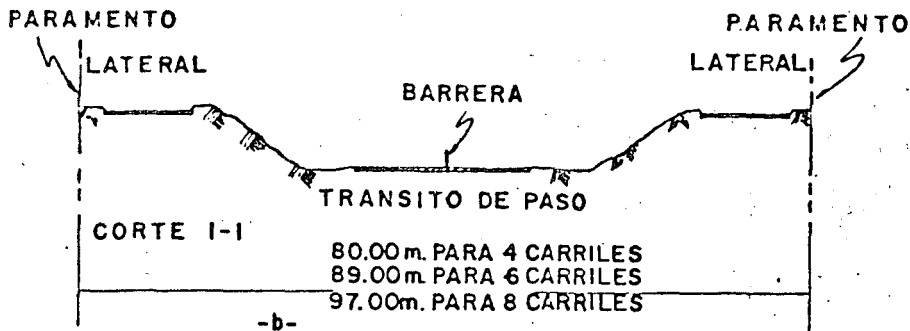 PARAMENTO
PARAMENTO
LATERAL
LATERAL
BARRERA
TRANSITO DE PASO
CORTE I-I
80.00m. PARA 4 CARRILES
89.00m. PARA 6 CARRILES
97.00m. PARA 8 CARRILES
-b-